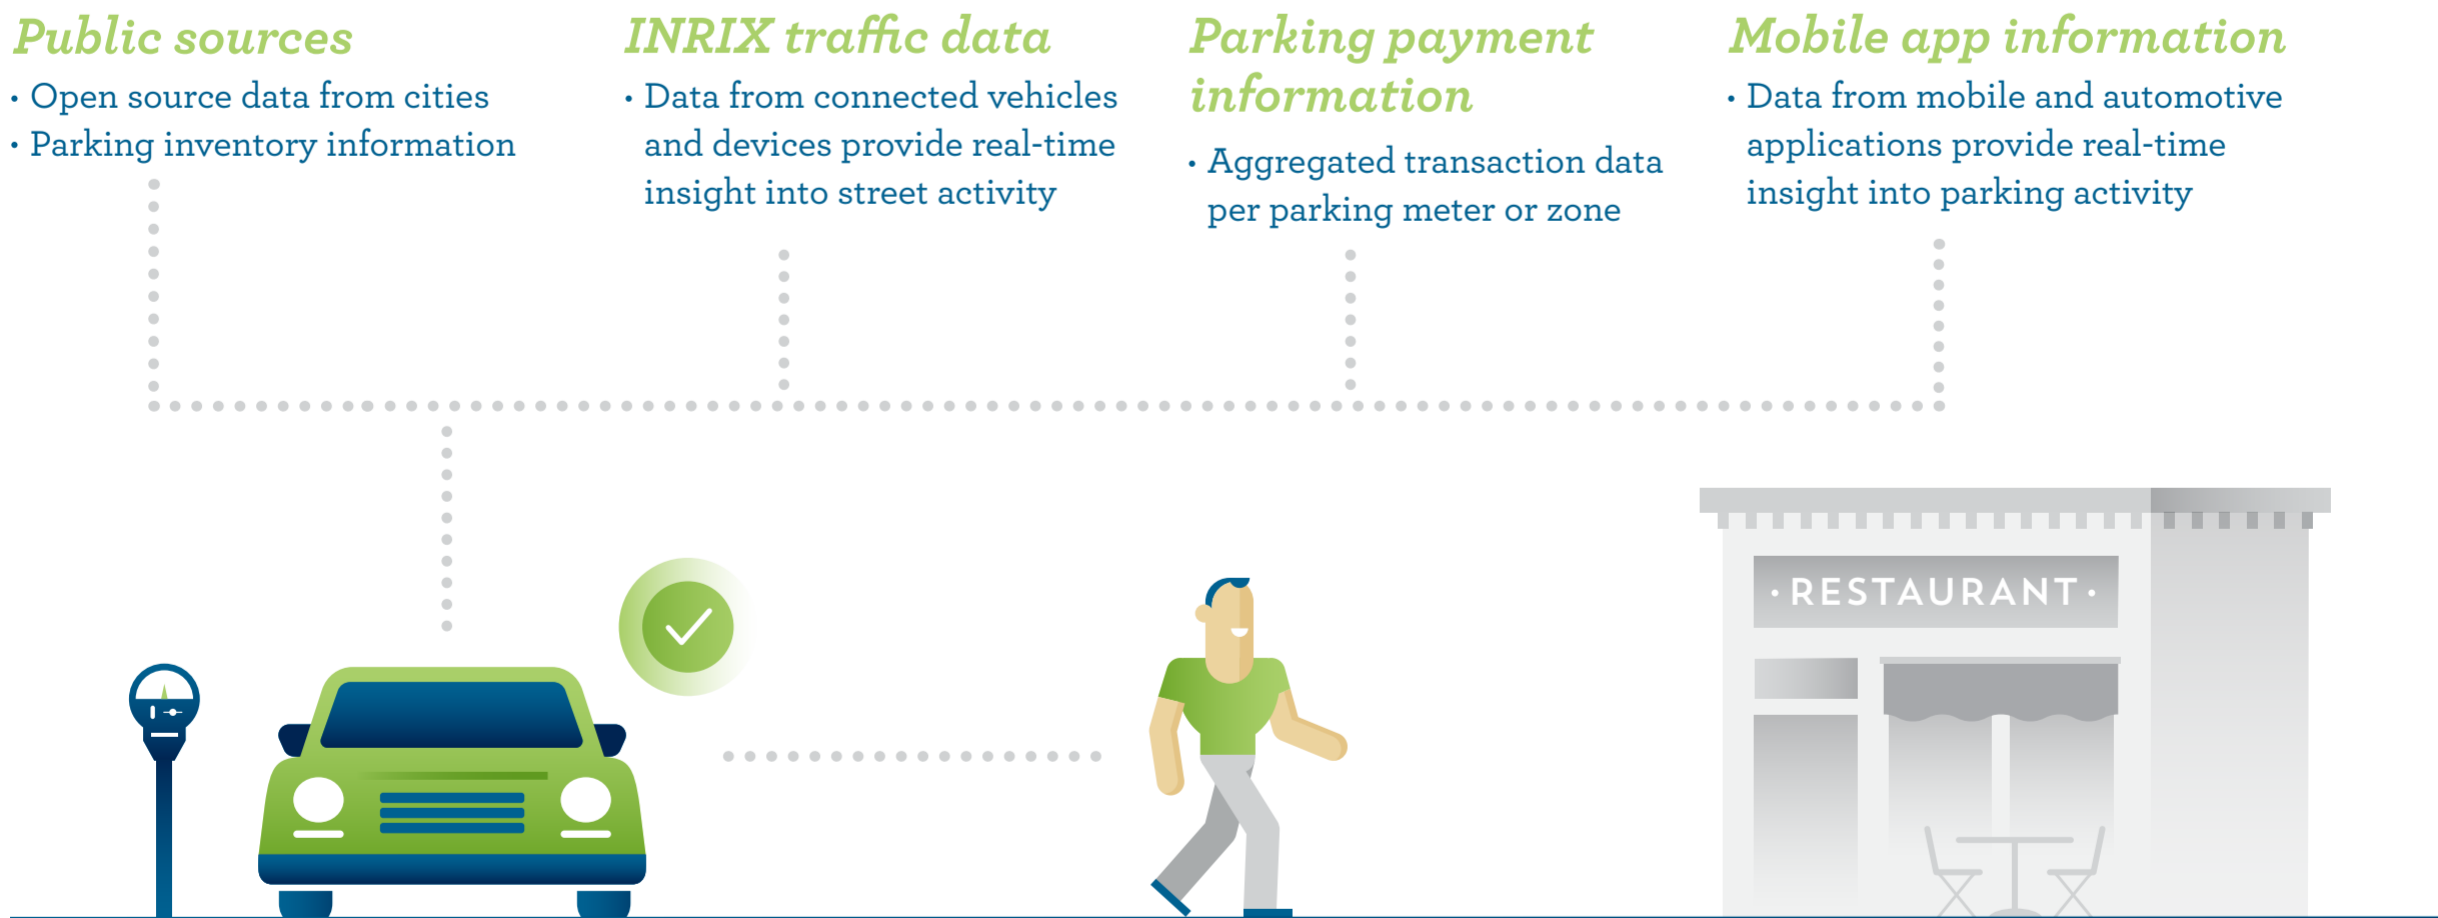 Public sources
• Open source data from cities
• Parking inventory information
INRIX traffic data
• Data from connected vehicles
and devices provide real-time
insight into street activity
Parking payment
information
• Aggregated transaction data
per parking meter or zone
Mobile app information
• Data from mobile and automotive
applications provide real-time
insight into parking activity
• RESTAURANT •